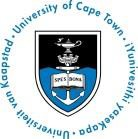 University of Cape Town
iYunivesithi yaseKapa
Universiteit van Kaapstad
SPES BONA